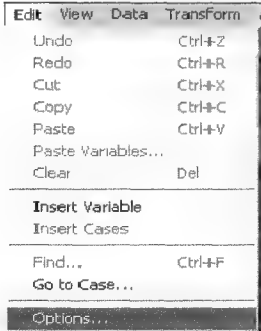 Edit View Data Transform
Undo Ctrl+Z
Redo Ctrl+R
Cut Ctrl+X
Copy Ctrl+C
Paste Ctrl+V
Paste Variables...
Clear Del
Insert Variable
Insert Cases
Find... Ctrl+F
Go to Case...
Options...